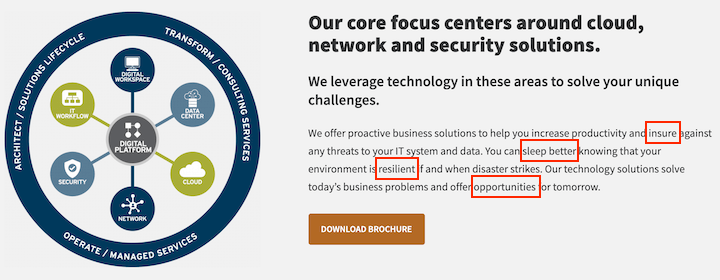 Our core focus centers around cloud,
network and security solutions.
We leverage technology in these areas to solve your unique
challenges.
We offer proactive business solutions to help you increase productivity and insure against
any threats to your IT system and data. You can sleep better knowing that your
environment is resilient if and when disaster strikes. Our technology solutions solve
today's business problems and offer opportunities for tomorrow.
DOWNLOAD BROCHURE
ARCHITECT / SOLUTIONS LIFECYCLE
TRANSFORM / CONSULTING SERVICES
OPERATE / MANAGED SERVICES
DIGITAL
WORKSPACE
IT
WORKFLOW
DATA
CENTER
DIGITAL
PLATFORM
SECURITY
CLOUD
NETWORK